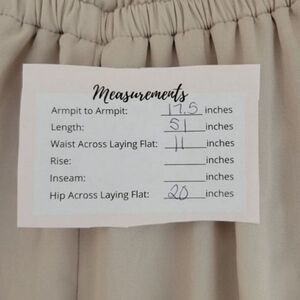 Measurements
Armpit to Armpit: 17.5 inches
Length: 51 inches
Waist Across Laying Flat: 11 inches
Rise: inches
Inseam: inches
Hip Across Laying Flat: 20 inches